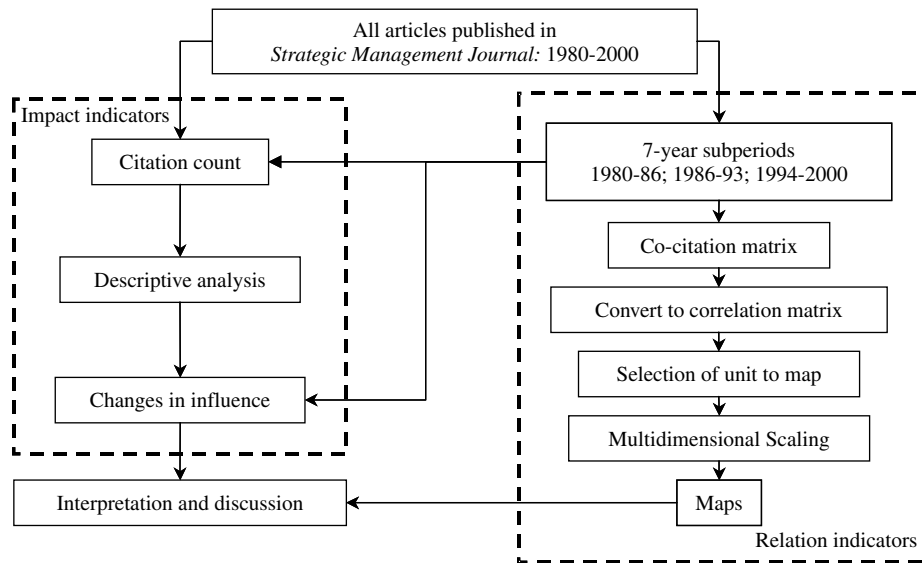 All articles published in
Strategic Management Journal: 1980-2000
Impact indicators
Citation count
Descriptive analysis
Changes in influence
Interpretation and discussion
7-year subperiods
1980-86; 1986-93; 1994-2000
Co-citation matrix
Convert to correlation matrix
Selection of unit to map
Multidimensional Scaling
Maps
Relation indicators